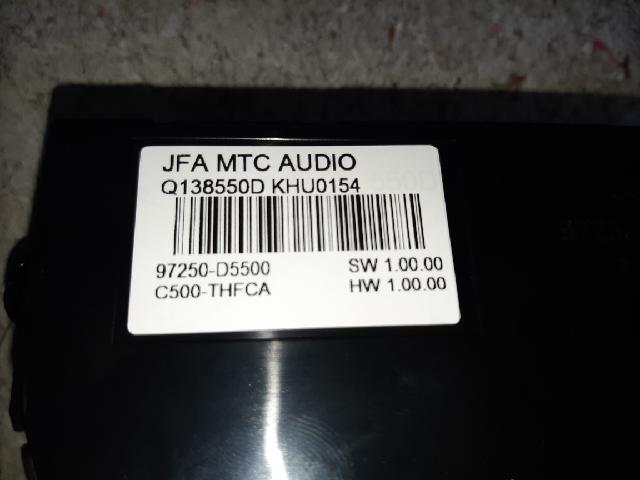 JFA MTC AUDIO
Q138550D KHU0154
97250-D5500 SW 1.00.00
C500-THFCA HW 1.00.00